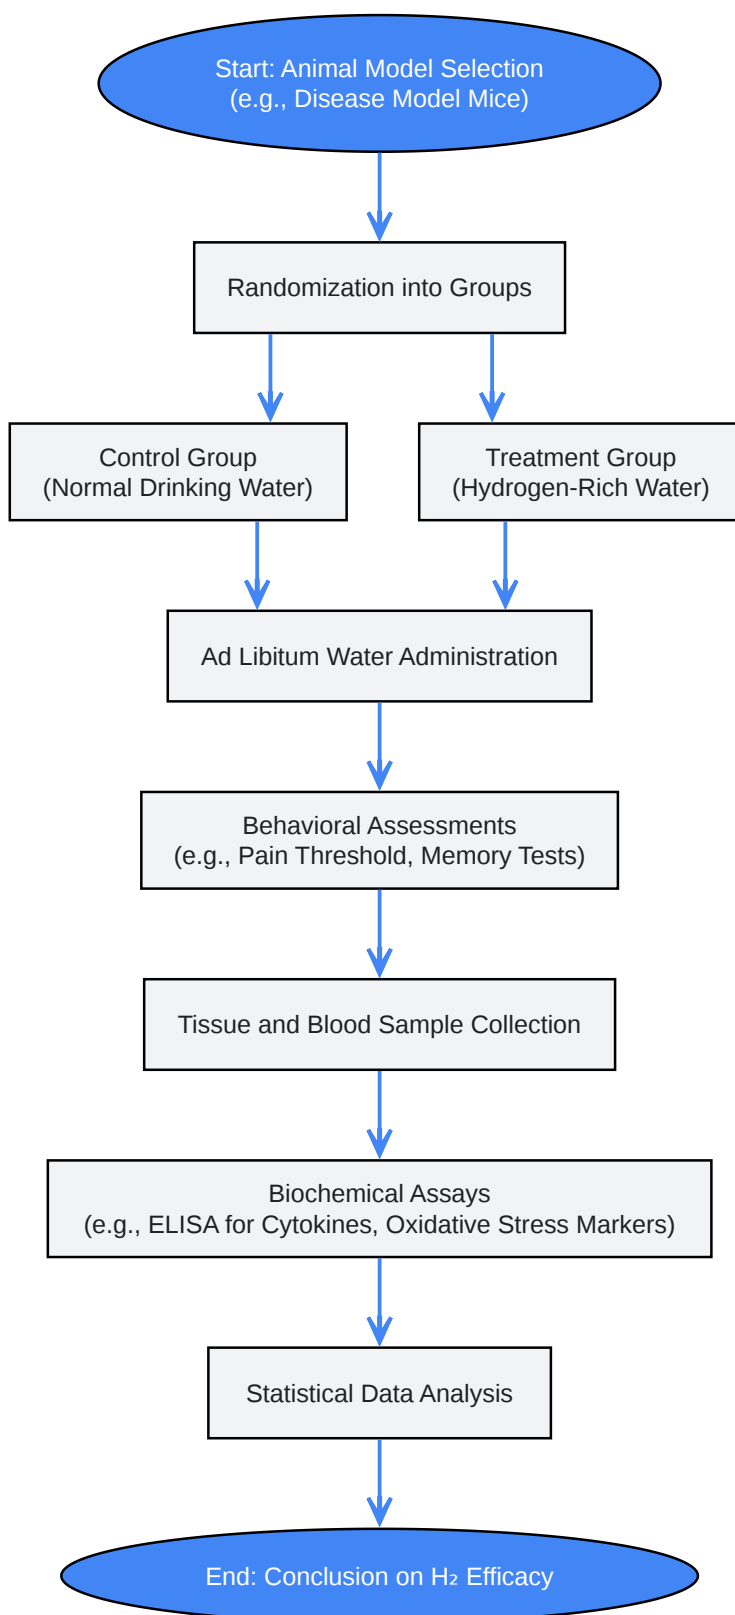 Start: Animal Model Selection
(e.g., Disease Model Mice)
Randomization into Groups
Control Group
(Normal Drinking Water)
Treatment Group
(Hydrogen-Rich Water)
Ad Libitum Water Administration
Behavioral Assessments
(e.g., Pain Threshold, Memory Tests)
Tissue and Blood Sample Collection
Biochemical Assays
(e.g., ELISA for Cytokines, Oxidative Stress Markers)
Statistical Data Analysis
End: Conclusion on H₂ Efficacy